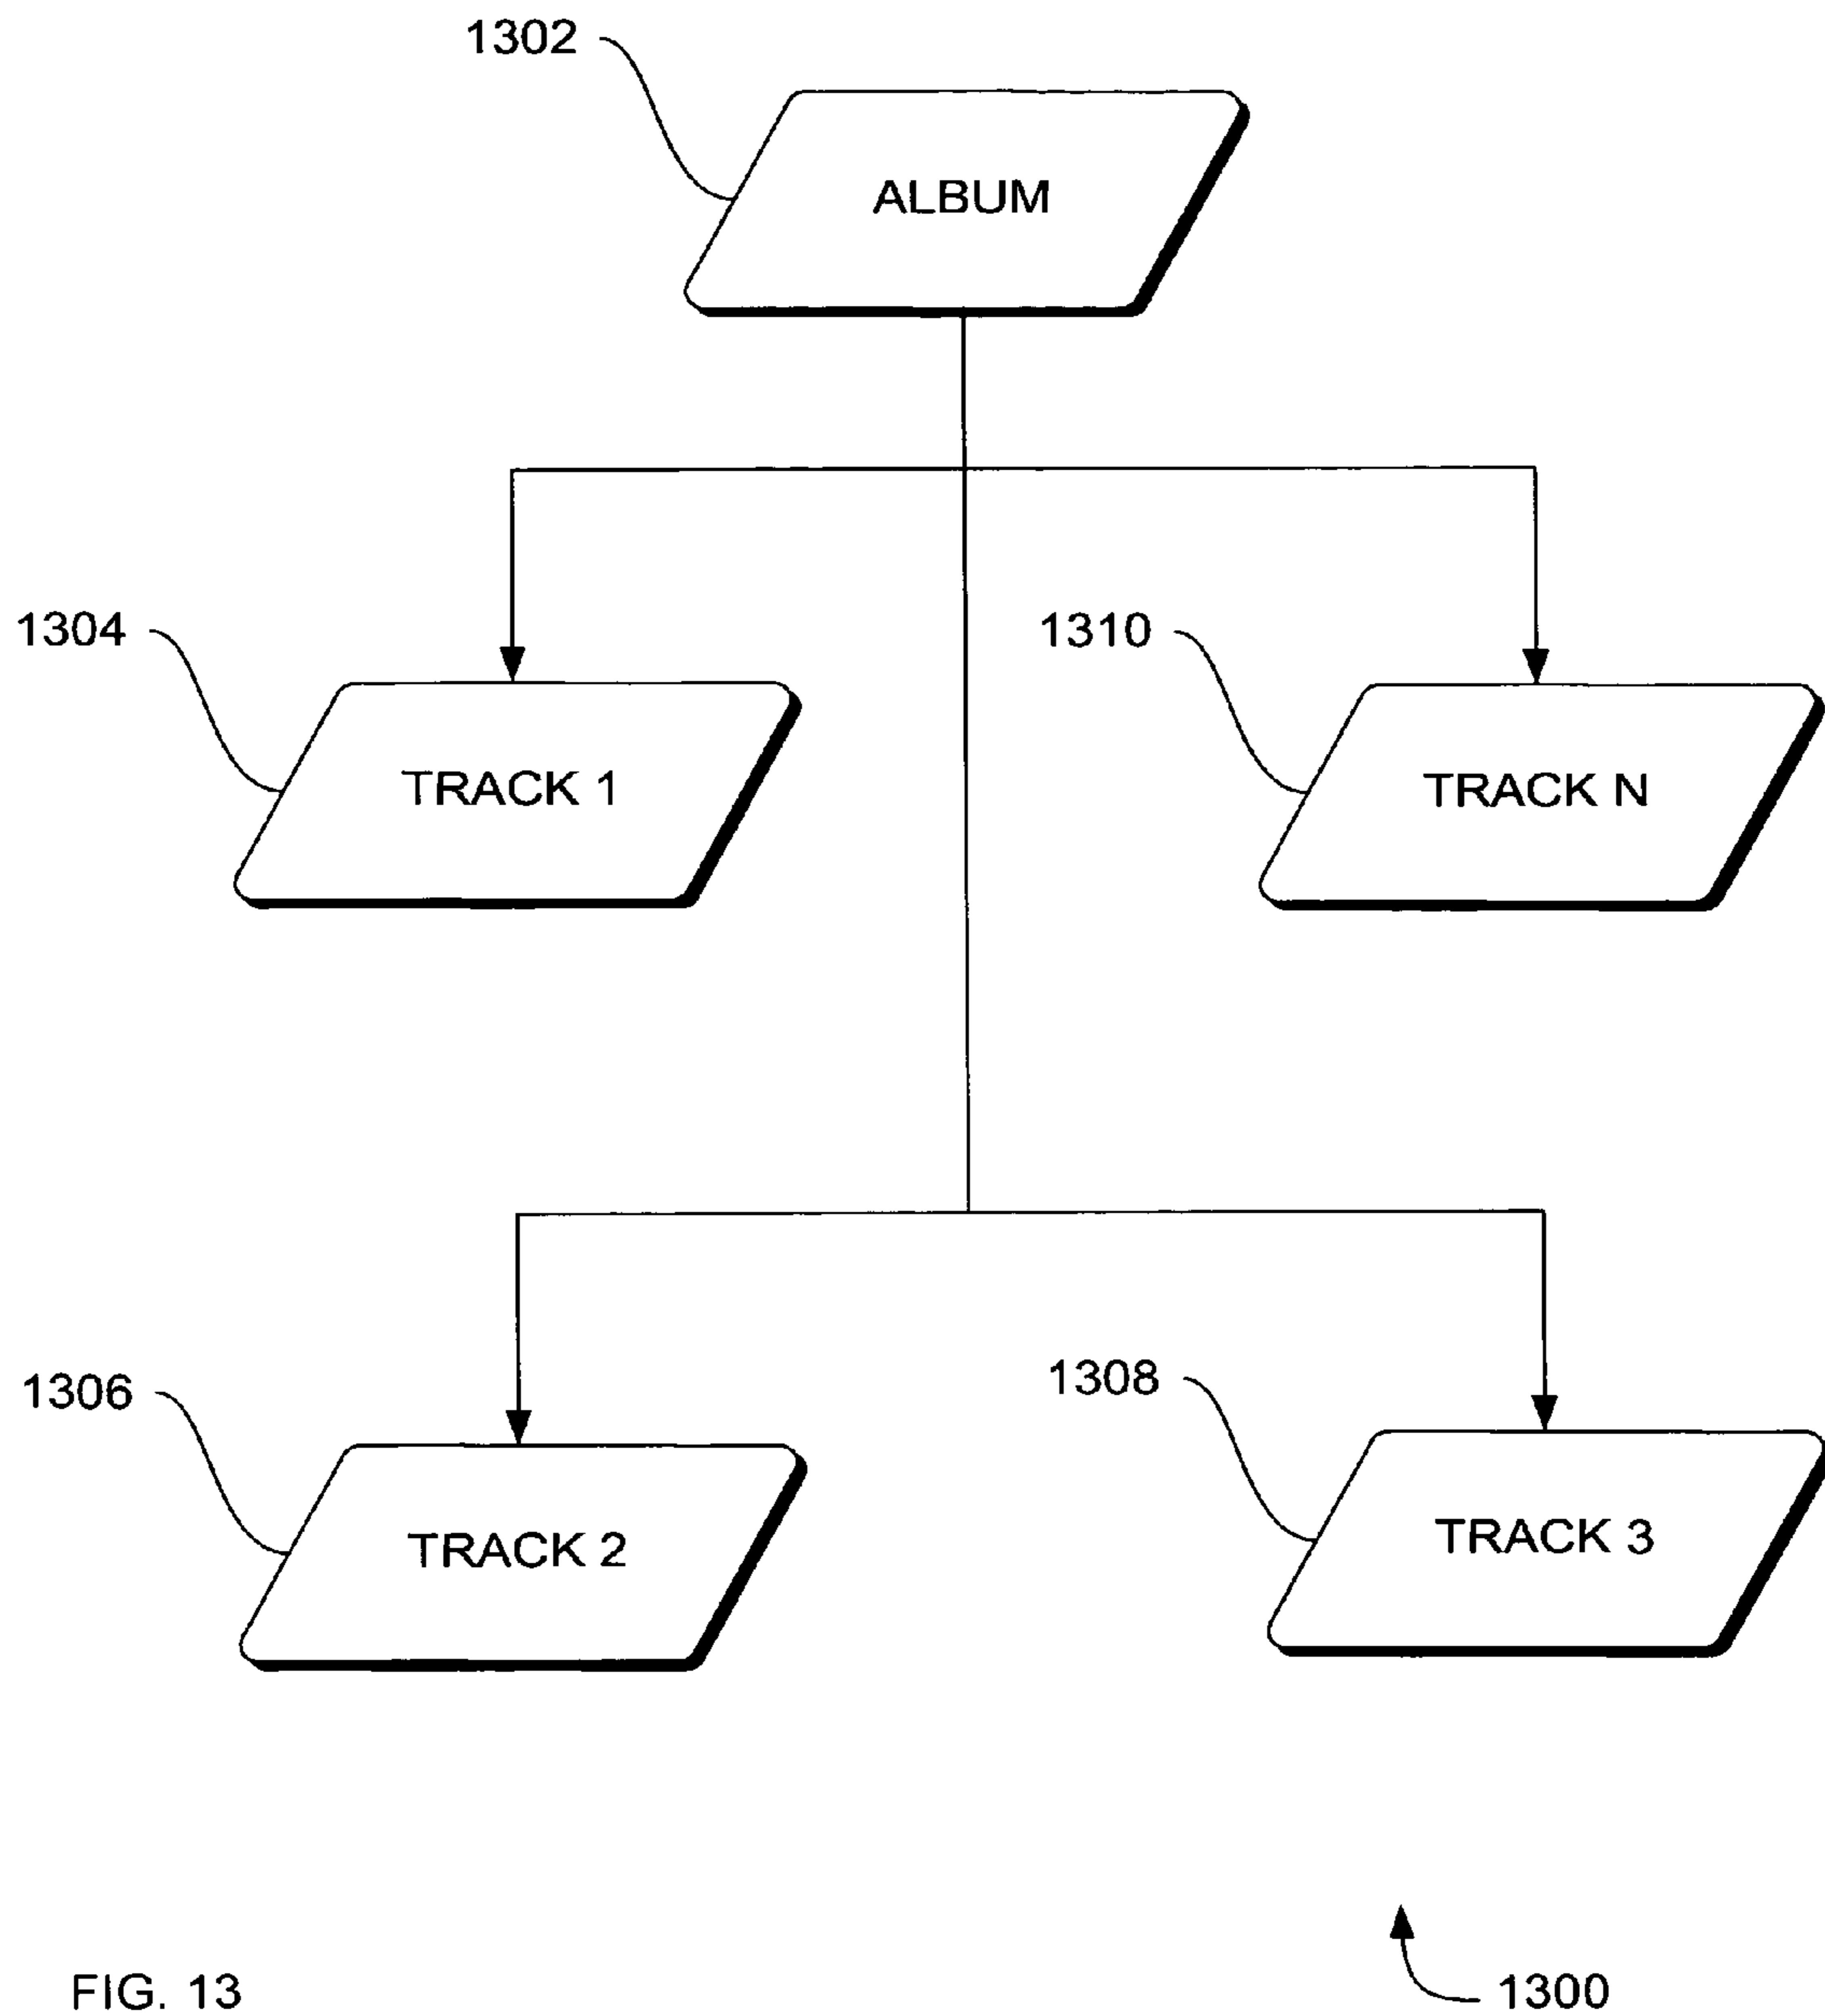 1302
ALBUM
1304
1310
TRACK 1
TRACK N
1306
1308
TRACK 2
TRACK 3
FIG. 13
1300